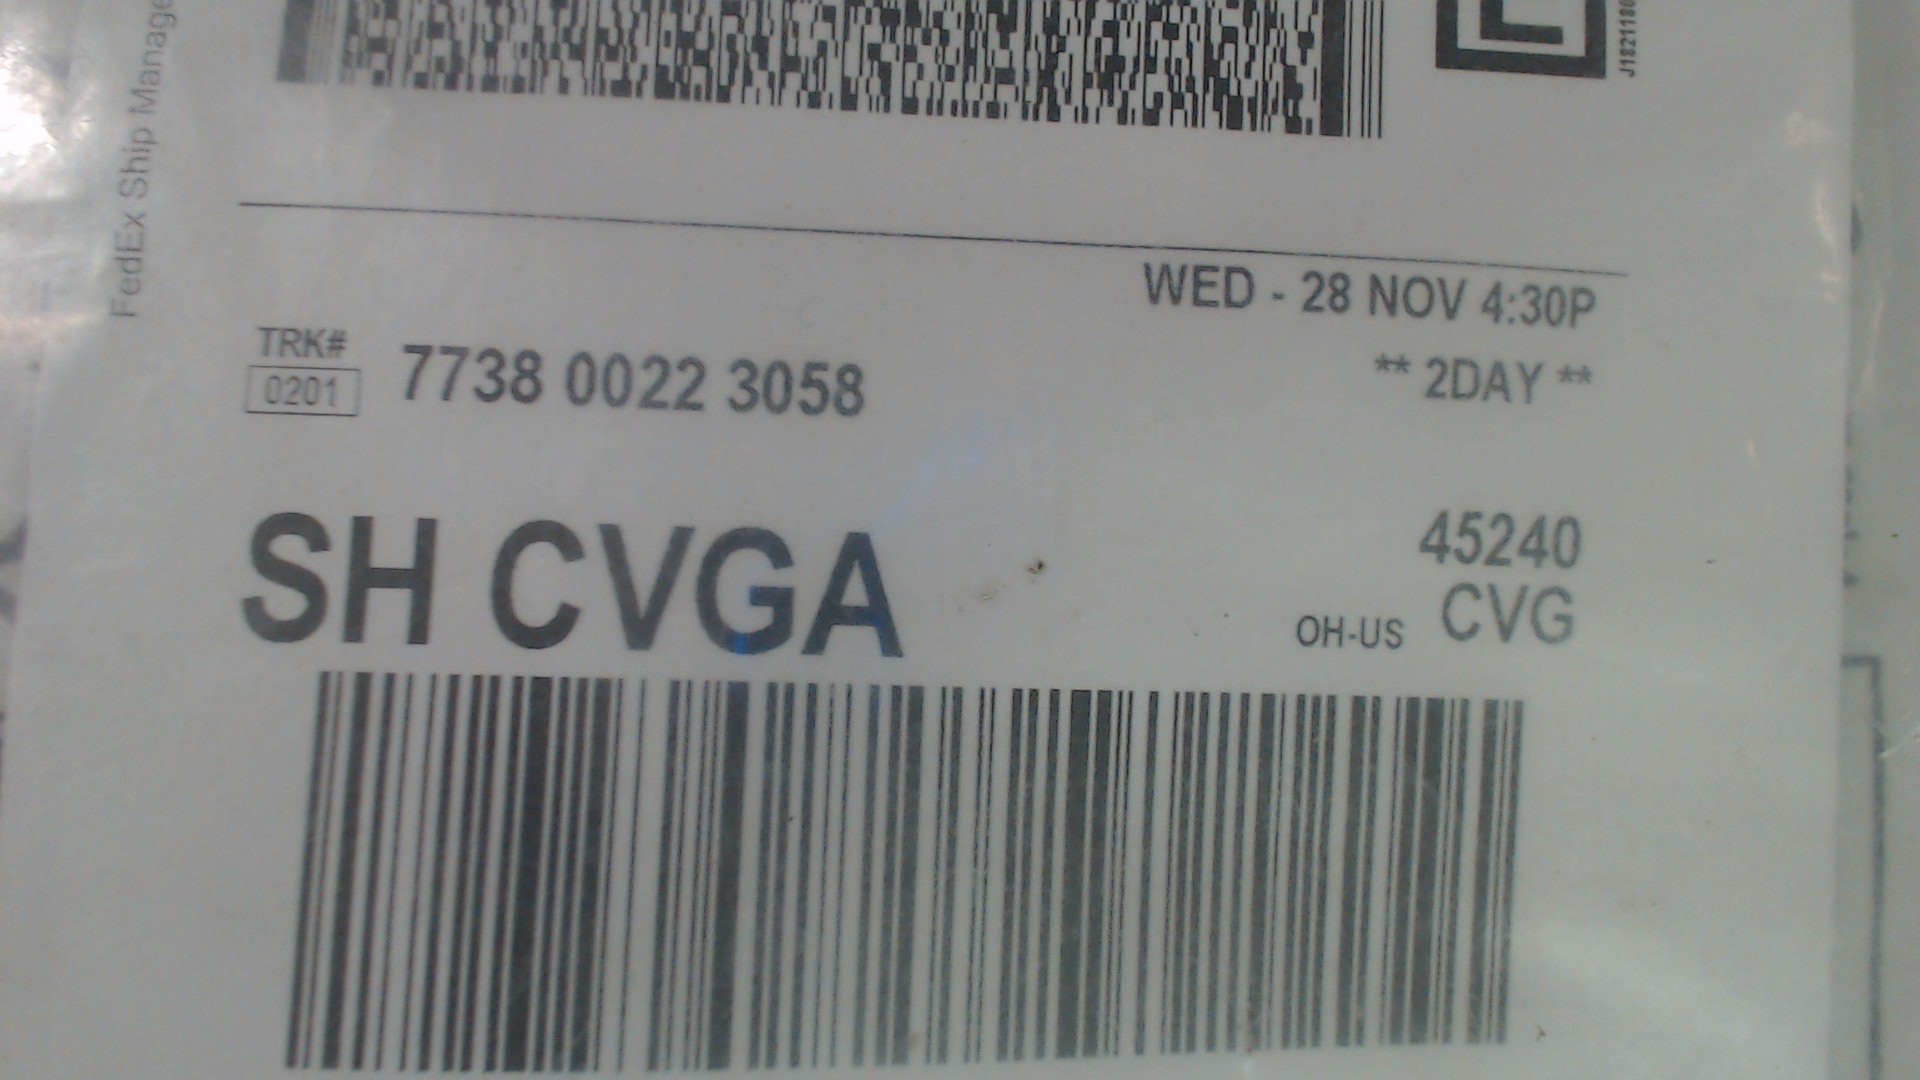 FedEx Ship Manage
J1821180
WED - 28 NOV 4:30P
TRK#
0201 7738 0022 3058
** 2DAY **
SH CVGA
45240
OH-US CVG